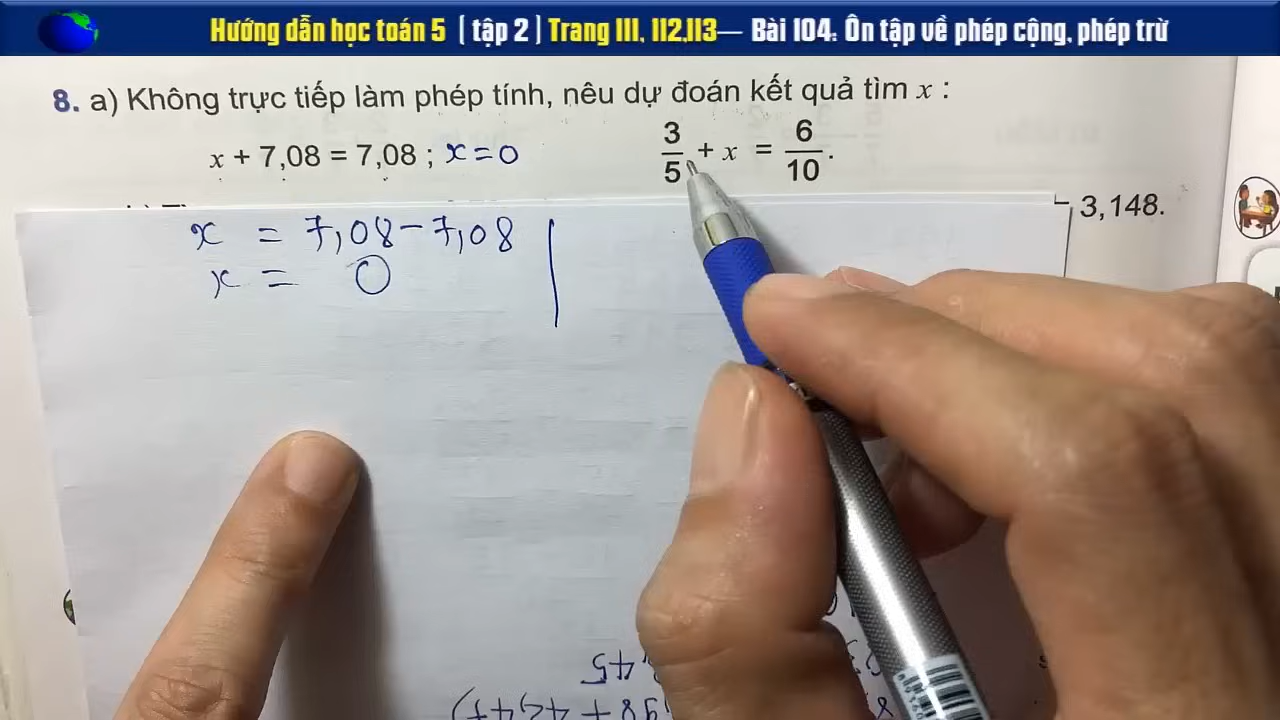 Hướng dẫn học toán 5 ( tập 2 ) Trang 111, 112,113— Bài 104: Ôn tập về phép cộng, phép trừ
8. a) Không trực tiếp làm phép tính, nêu dự đoán kết quả tìm x :
x + 7,08 = 7,08 ; x = 0
3/5 + x = 6/10.
3,148.
x = 7,08 - 7,08
x = 0
45